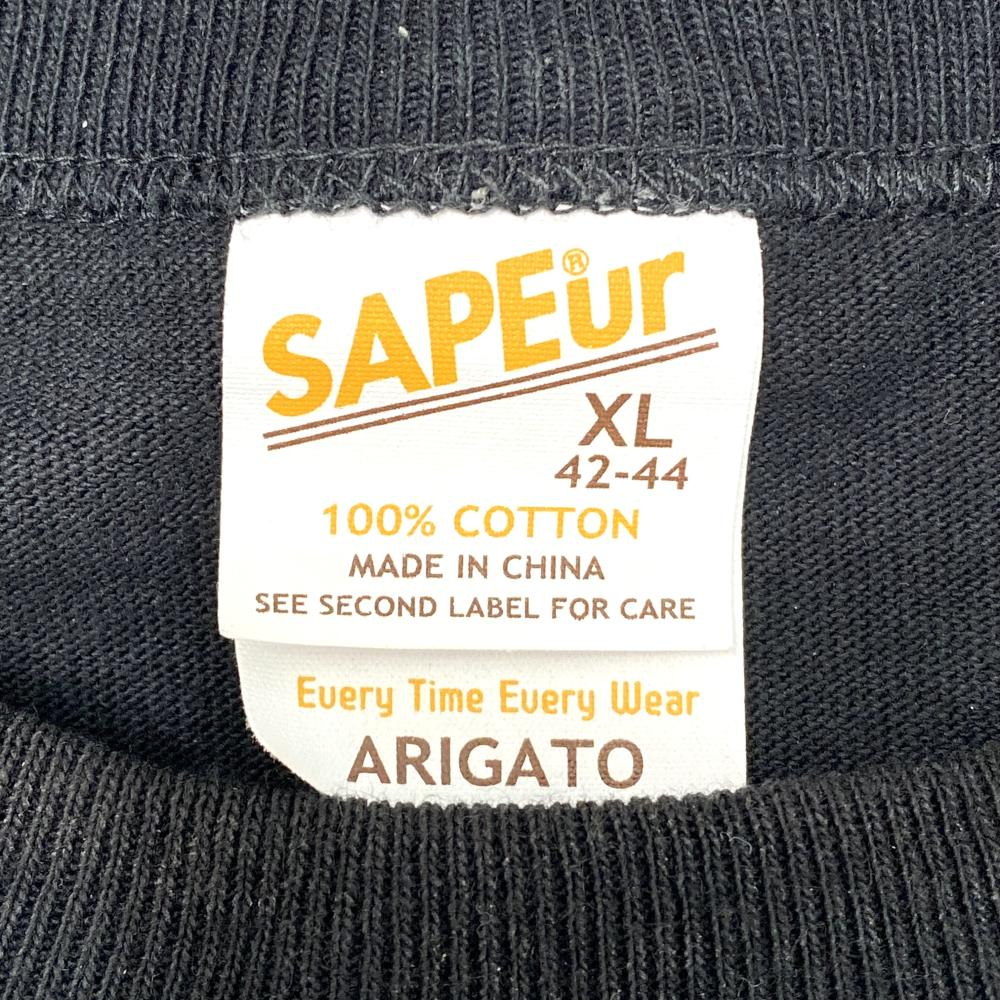 SAPEur®
XL
42-44
100% COTTON
MADE IN CHINA
SEE SECOND LABEL FOR CARE
Every Time Every Wear
ARIGATO